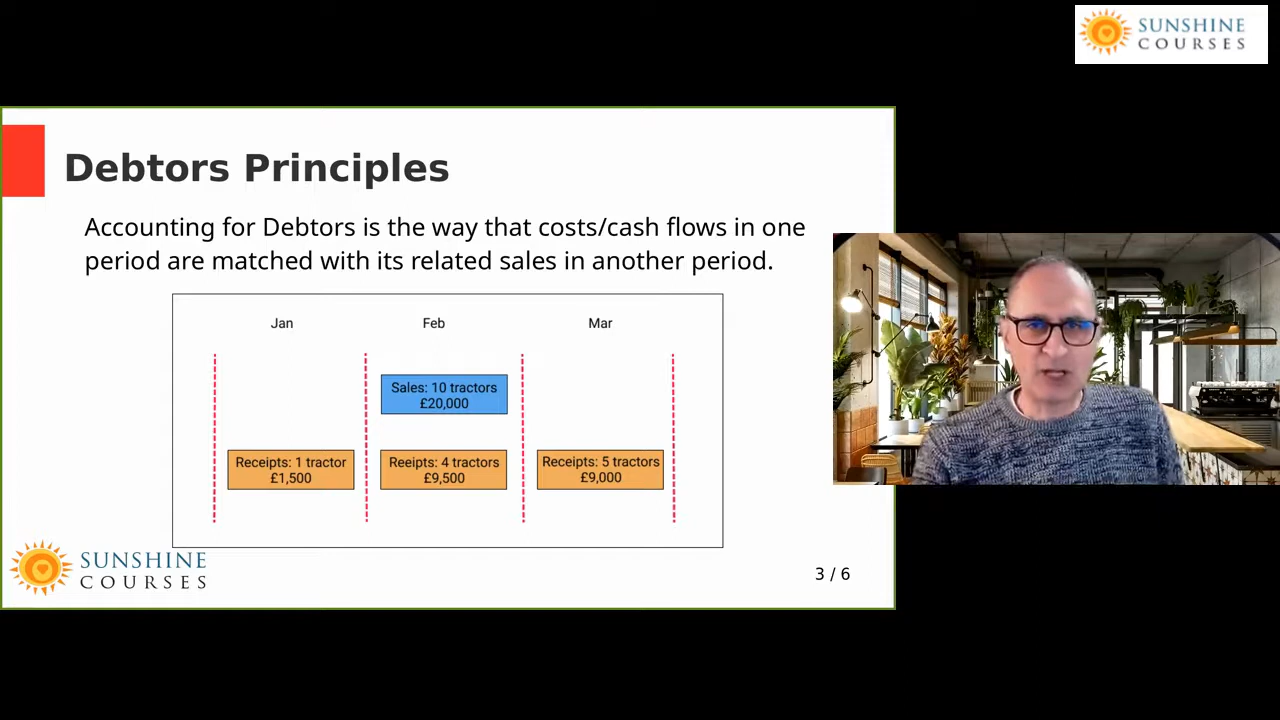 SUNSHINE
COURSES
Debtors Principles
Accounting for Debtors is the way that costs/cash flows in one
period are matched with its related sales in another period.
Jan
Feb
Mar
Sales: 10 tractors
£20,000
Receipts: 1 tractor
£1,500
Reeipts: 4 tractors
£9,500
Receipts: 5 tractors
£9,000
SUNSHINE
COURSES
3 / 6